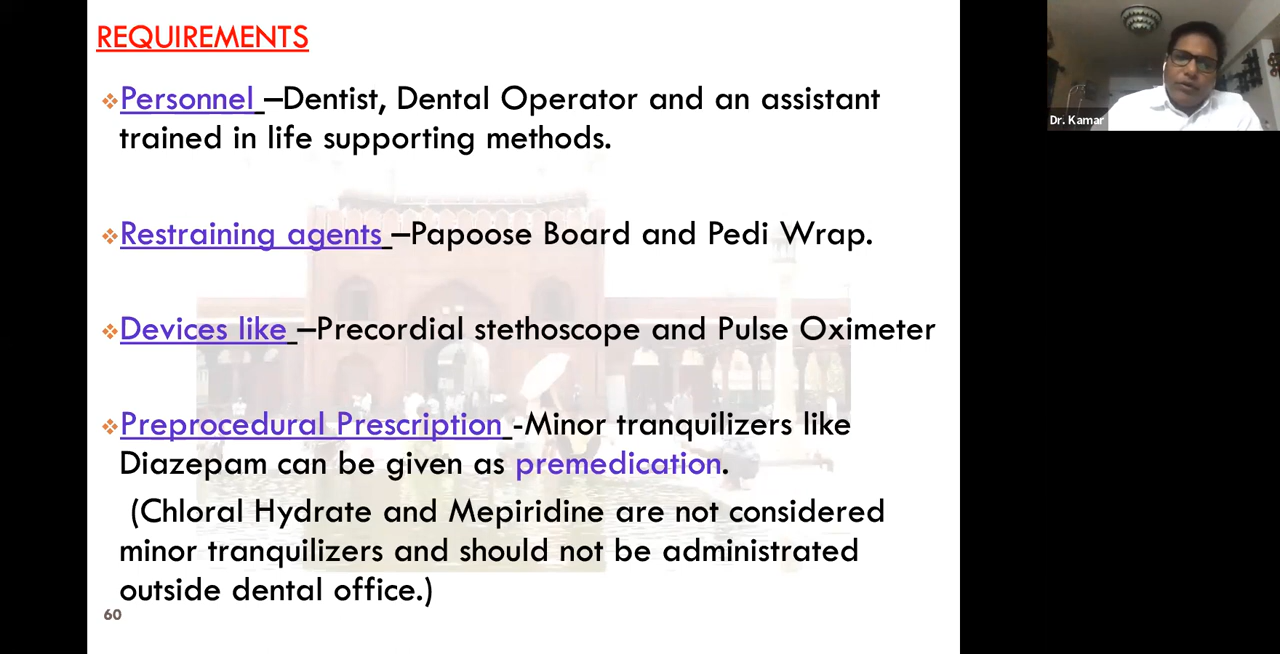 REQUIREMENTS
❖Personnel –Dentist, Dental Operator and an assistant
trained in life supporting methods.
❖Restraining agents –Papoose Board and Pedi Wrap.
❖Devices like –Precordial stethoscope and Pulse Oximeter
❖Preprocedural Prescription -Minor tranquilizers like
Diazepam can be given as premedication.
(Chloral Hydrate and Mepiridine are not considered
minor tranquilizers and should not be administrated
outside dental office.)
60
Dr. Kamar